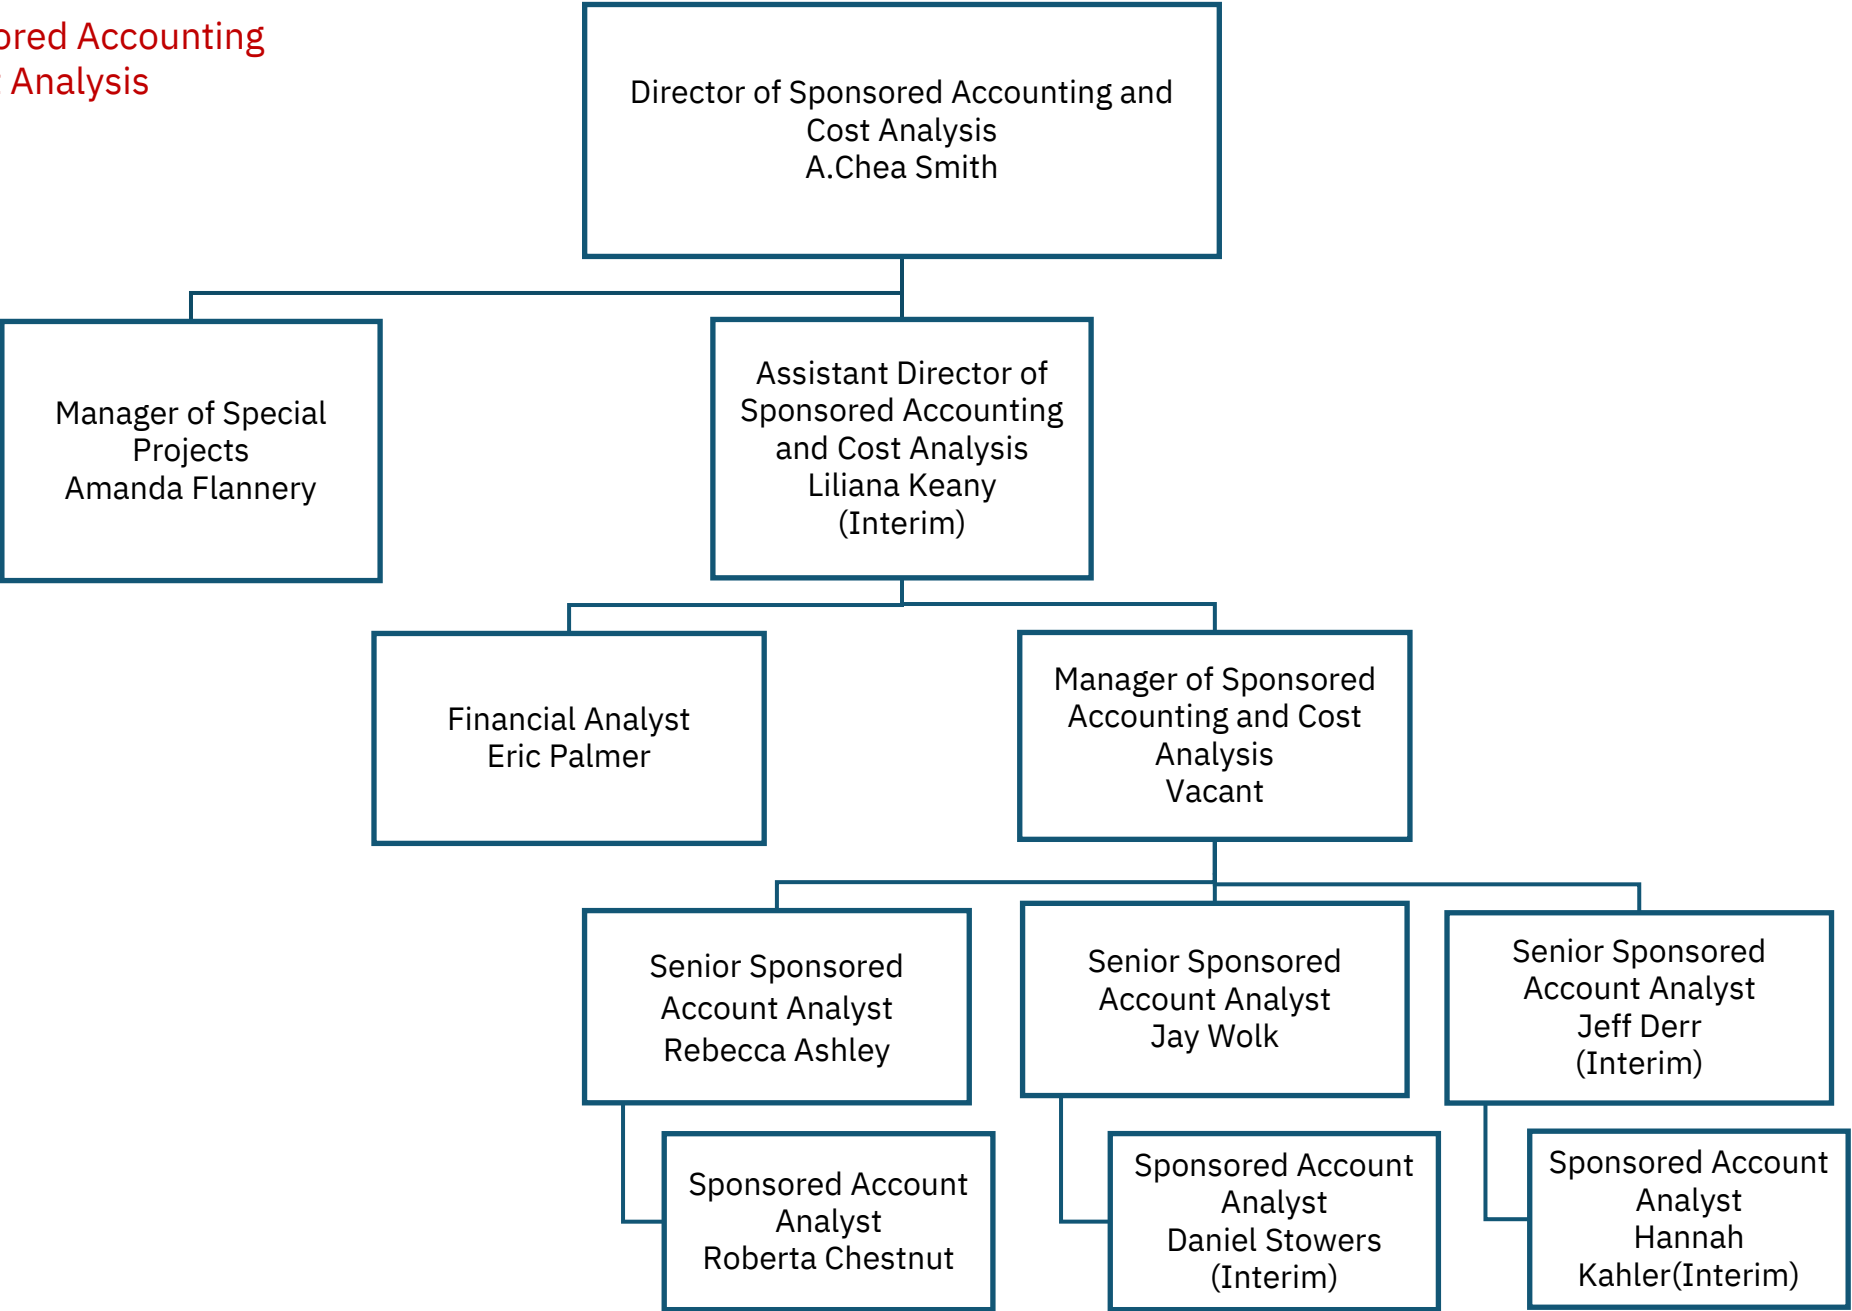 Accounting
Analysis
Director of Sponsored Accounting and
Cost Analysis
A.Chea Smith
Manager of Special
Projects
Amanda Flannery
Assistant Director of
Sponsored Accounting
and Cost Analysis
Liliana Keany
(Interim)
Financial Analyst
Eric Palmer
Manager of Sponsored
Accounting and Cost
Analysis
Vacant
Senior Sponsored
Account Analyst
Rebecca Ashley
Senior Sponsored
Account Analyst
Jay Wolk
Senior Sponsored
Account Analyst
Jeff Derr
(Interim)
Sponsored Account
Analyst
Roberta Chestnut
Sponsored Account
Analyst
Daniel Stowers
(Interim)
Sponsored Account
Analyst
Hannah
Kahler(Interim)